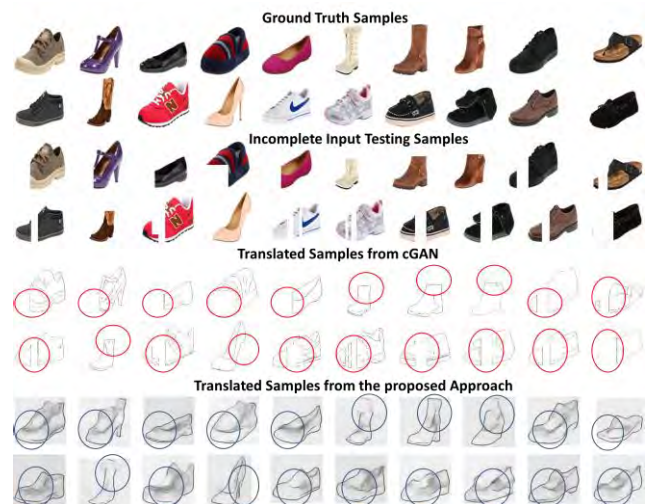 Ground Truth Samples
Incomplete Input Testing Samples
Translated Samples from cGAN
Translated Samples from the proposed Approach